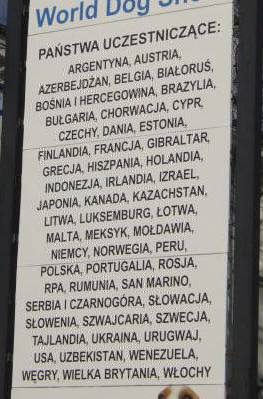 World Dog Sho
PAŃSTWA UCZESTNICZĄCE:
ARGENTYNA, AUSTRIA,
AZERBEJDŻAN, BELGIA, BIAŁORUŚ,
BOŚNIA I HERCEGOWINA, BRAZYLIA,
BUŁGARIA, CHORWACJA, CYPR,
CZECHY, DANIA, ESTONIA,
FINLANDIA, FRANCJA, GIBRALTAR,
GRECJA, HISZPANIA, HOLANDIA,
INDONEZJA, IRLANDIA, IZRAEL,
JAPONIA, KANADA, KAZACHSTAN,
LITWA, LUKSEMBURG, ŁOTWA,
MALTA, MEKSYK, MOŁDAWIA,
NIEMCY, NORWEGIA, PERU,
POLSKA, PORTUGALIA, ROSJA,
RPA, RUMUNIA, SAN MARINO,
SERBIA I CZARNOGÓRA, SŁOWACJA,
SŁOWENIA, SZWAJCARIA, SZWECJA,
TAJLANDIA, UKRAINA, URUGWAJ,
USA, UZBEKISTAN, WENEZUELA,
WĘGRY, WIELKA BRYTANIA, WŁOCHY